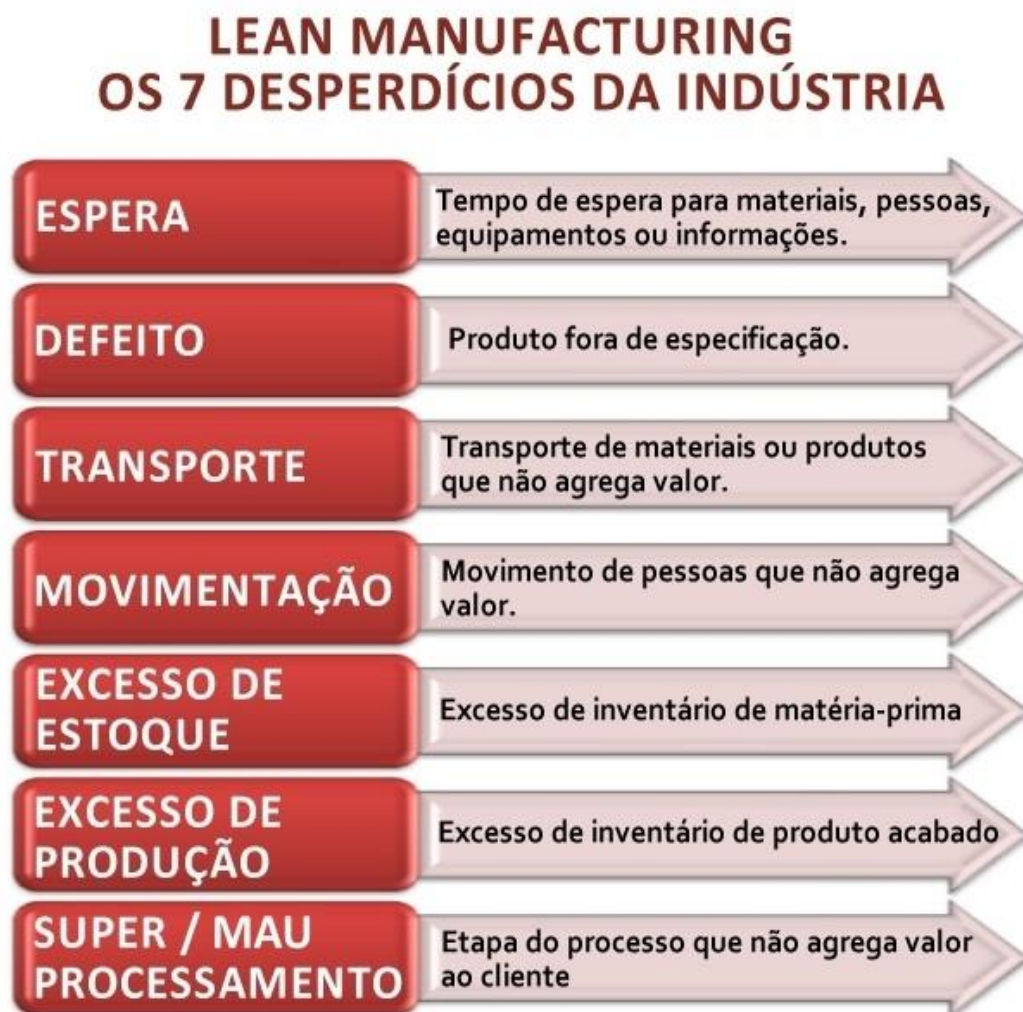 LEAN MANUFACTURING
OS 7 DESPERDÍCIOS DA INDÚSTRIA
ESPERA
Tempo de espera para materiais, pessoas,
equipamentos ou informações.
DEFEITO
Produto fora de especificação.
TRANSPORTE
Transporte de materiais ou produtos
que não agrega valor.
MOVIMENTAÇÃO
Movimento de pessoas que não agrega
valor.
EXCESSO DE
ESTOQUE
Excesso de inventário de matéria-prima
EXCESSO DE
PRODUÇÃO
Excesso de inventário de produto acabado
SUPER / MAU
PROCESSAMENTO
Etapa do processo que não agrega valor
ao cliente